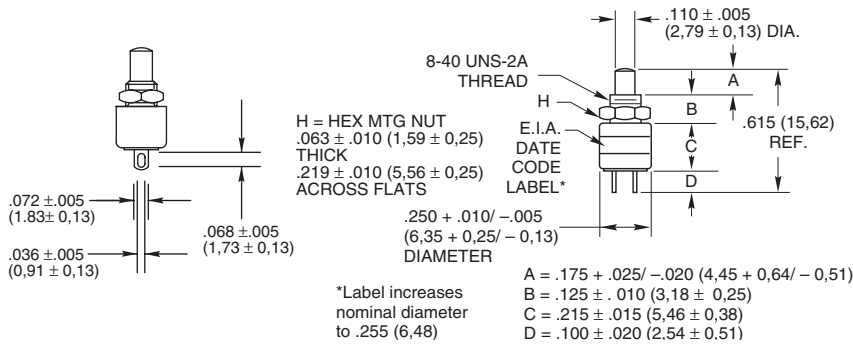 .110 ± .005
(2,79 ± 0,13) DIA.
8-40 UNS-2A
THREAD
A
H
B
H = HEX MTG NUT
.063 ± .010 (1,59 ± 0,25)
THICK
.219 ± .010 (5,56 ± 0,25)
ACROSS FLATS
E.I.A.
DATE
CODE
LABEL*
C
.615 (15,62)
REF.
D
.072 ±.005
(1.83± 0,13)
.068 ±.005
(1,73 ± 0,13)
.036 ±.005
(0,91 ± 0,13)
.250 + .010/ –.005
(6,35 + 0,25/ – 0,13)
DIAMETER
*Label increases
nominal diameter
to .255 (6,48)
A = .175 + .025/ –.020 (4,45 + 0,64/ – 0,51)
B = .125 ± . 010 (3,18 ± 0,25)
C = .215 ± .015 (5,46 ± 0,38)
D = .100 ± .020 (2,54 ± 0,51)